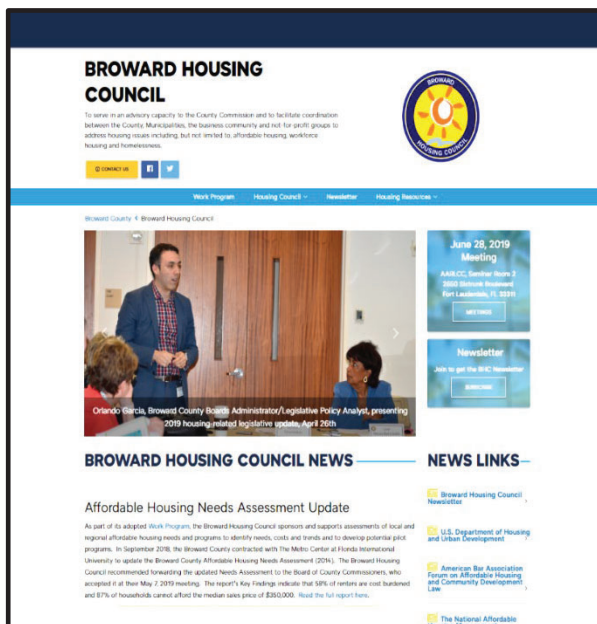 BROWARD HOUSING
COUNCIL
To serve in an advisory capacity to the County Commission and to facilitate coordination
between the County, Municipalities, the business community and not-for-profit groups to
address housing issues including, but not limited to, affordable housing, workforce
housing and homelessness.
CONTACT US
BROWARD
HOUSING COUNCIL
Work Program Housing Council Newsletter Housing Resources
Broward County < Broward Housing Council
June 28, 2019
Meeting
Seminar Room 2
Fort Lauderdale, FL 33311
MEETINGS
Newsletter
Join to get the BHC Newsletter
SUBSCRIBE
Orlando Garcia, Broward County Boards Administrator/Legislative Policy Analyst, presenting
2019 housing-related legislative update, April 26th
BROWARD HOUSING COUNCIL NEWS
Affordable Housing Needs Assessment Update
As part of its adopted Work Program, the Broward Housing Council sponsors and supports assessments of local and
regional affordable housing needs and programs to identify needs, costs and trends and to develop potential pilot
programs. In September 2018, the Broward County contracted with The Metro Center at Florida International
University to update the Broward County Affordable Housing Needs Assessment (2014). The Broward Housing
Council recommended forwarding the updated Needs Assessment to the Board of County Commissioners, who
accepted it at their May 7, 2019 meeting. The report's Key Findings indicate that 58% of renters are cost burdened
and 87% of households cannot afford the median sales price of $350,000. Read the full report here.
NEWS LINKS
Broward Housing Council
Newsletter
U.S. Department of Housing
and Urban Development
American Bar Association
Forum on Affordable Housing
and Community Development
Law
The National Affordable